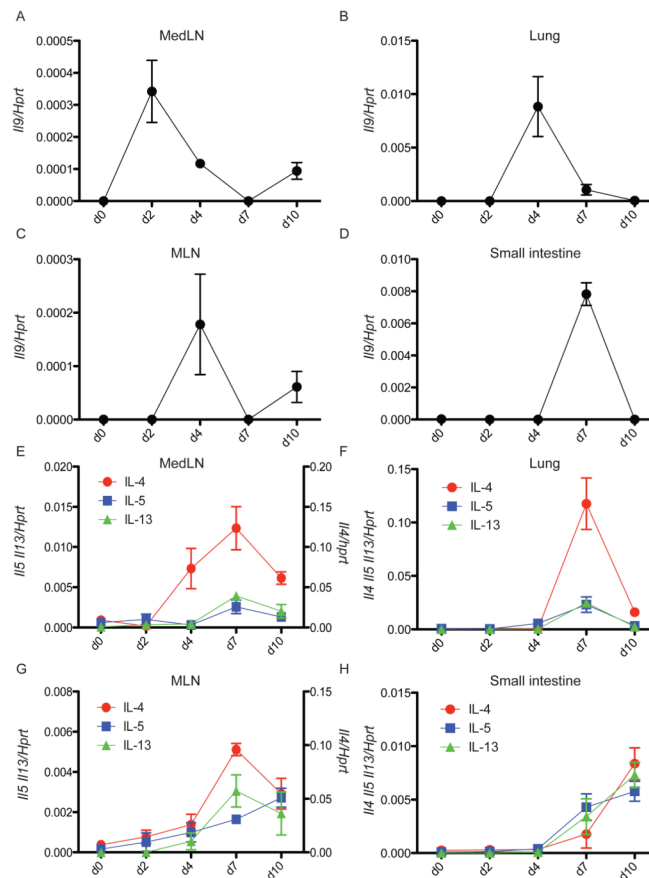 A
MedLN
Il9/Hprt
0.0005
0.0004
0.0003
0.0002
0.0001
0.0000
d0 d2 d4 d7 d10
B
Lung
Il9/Hprt
0.015
0.010
0.005
0.000
d0 d2 d4 d7 d10
C
MLN
Il9/Hprt
0.0003
0.0002
0.0001
0.0000
d0 d2 d4 d7 d10
D
Small intestine
Il9/Hprt
0.010
0.008
0.006
0.004
0.002
0.000
d0 d2 d4 d7 d10
E
MedLN
Il5 Il13/Hprt
0.020
0.015
0.010
0.005
0.000
IL-4
IL-5
IL-13
0.20
0.15
0.10
0.05
0.00
Il4/hprt
d0 d2 d4 d7 d10
F
Lung
Il4 Il5 Il13/Hprt
0.15
0.10
0.05
0.00
IL-4
IL-5
IL-13
d0 d2 d4 d7 d10
G
MLN
Il5 Il13/Hprt
0.008
0.006
0.004
0.002
0.000
IL-4
IL-5
IL-13
0.15
0.10
0.05
0.00
Il4/Hprt
d0 d2 d4 d7 d10
H
Small intestine
Il4 Il5 Il13/Hprt
0.015
0.010
0.005
0.000
IL-4
IL-5
IL-13
d0 d2 d4 d7 d10